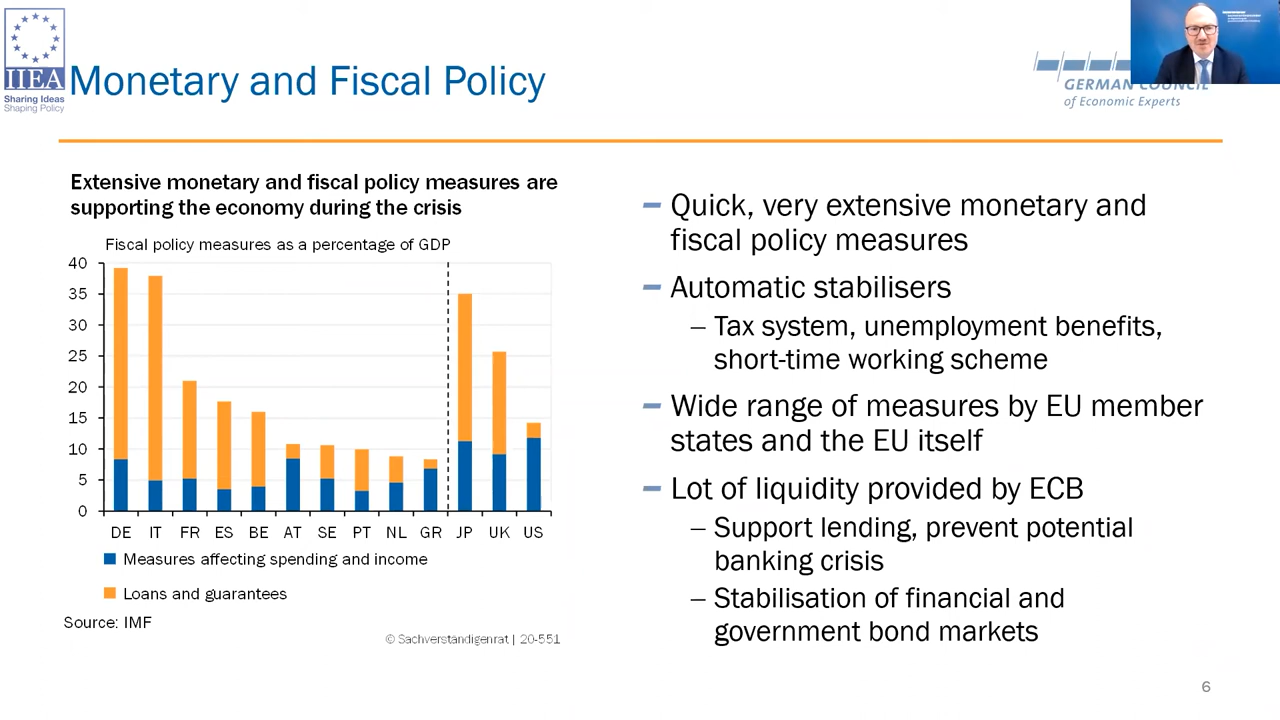 IIEA
Sharing Ideas
Shaping Policy
Monetary and Fiscal Policy
GERMAN COUNCIL
of Economic Experts
Extensive monetary and fiscal policy measures are
supporting the economy during the crisis
Fiscal policy measures as a percentage of GDP
40
35
30
25
20
15
10
5
0
DE IT FR ES BE AT SE PT NL GR JP UK US
Measures affecting spending and income
Loans and guarantees
Source: IMF
© Sachverständigenrat | 20-551
– Quick, very extensive monetary and
fiscal policy measures
– Automatic stabilisers
– Tax system, unemployment benefits,
short-time working scheme
– Wide range of measures by EU member
states and the EU itself
– Lot of liquidity provided by ECB
– Support lending, prevent potential
banking crisis
– Stabilisation of financial and
government bond markets
6